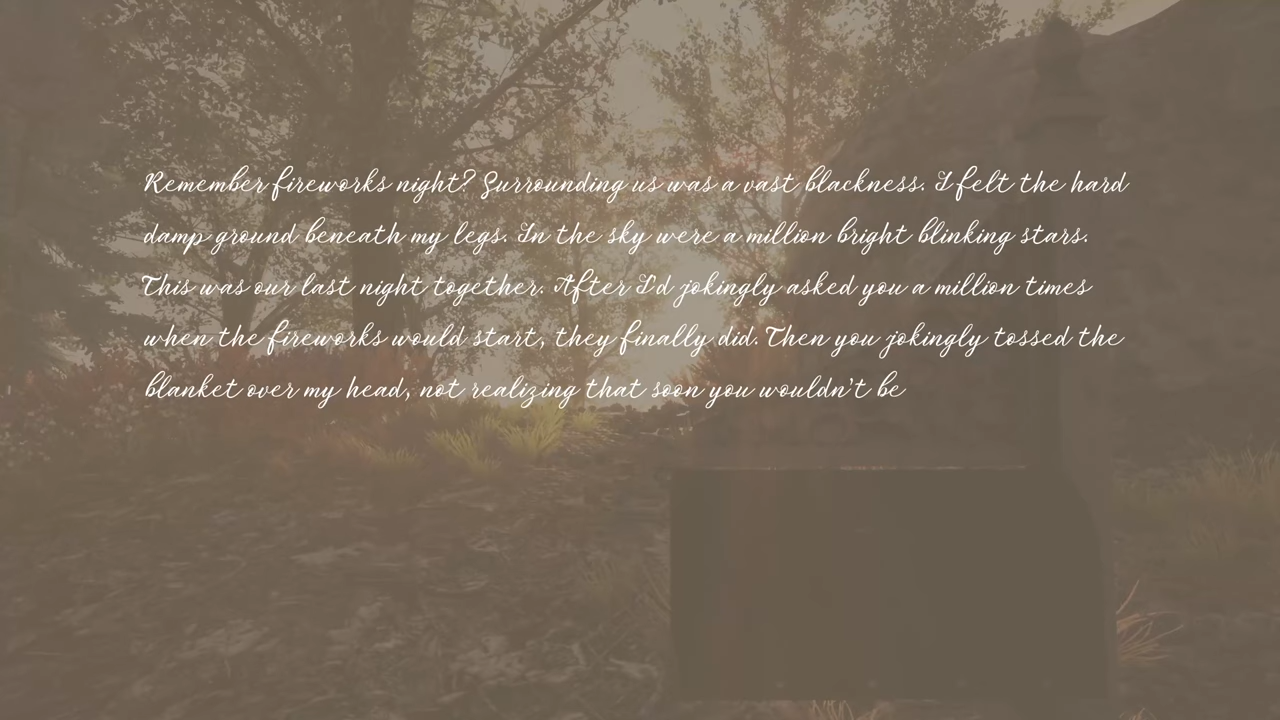 Remember fireworks night? Surrounding us was a vast blackness. I felt the hard
damp ground beneath my legs. In the sky were a million bright blinking stars.
This was our last night together. After I'd jokingly asked you a million times
when the fireworks would start, they finally did. Then you jokingly tossed the
blanket over my head, not realizing that soon you wouldn't be